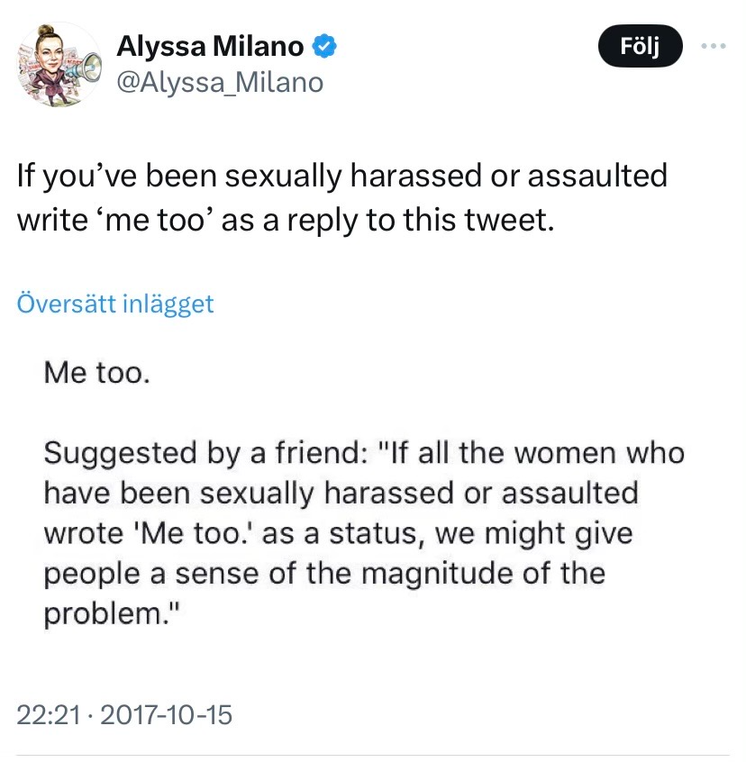 Alyssa Milano
@Alyssa_Milano
Följ
If you’ve been sexually harassed or assaulted
write ‘me too’ as a reply to this tweet.
Översätt inlägget
Me too.
Suggested by a friend: "If all the women who
have been sexually harassed or assaulted
wrote 'Me too.' as a status, we might give
people a sense of the magnitude of the
problem."
22:21 · 2017-10-15